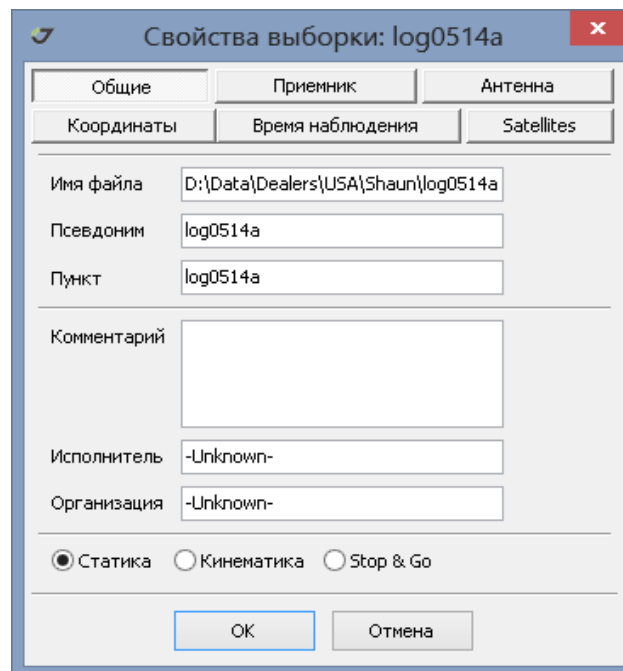 Свойства выборки: log0514a
x
Общие Приемник Антенна
Координаты Время наблюдения Satellites
Имя файла D:\Data\Dealers\USA\Shaun\log0514a
Псевдоним log0514a
Пункт log0514a
Комментарий
Исполнитель -Unknown-
Организация -Unknown-
Статика Кинематика Stop & Go
OK Отмена